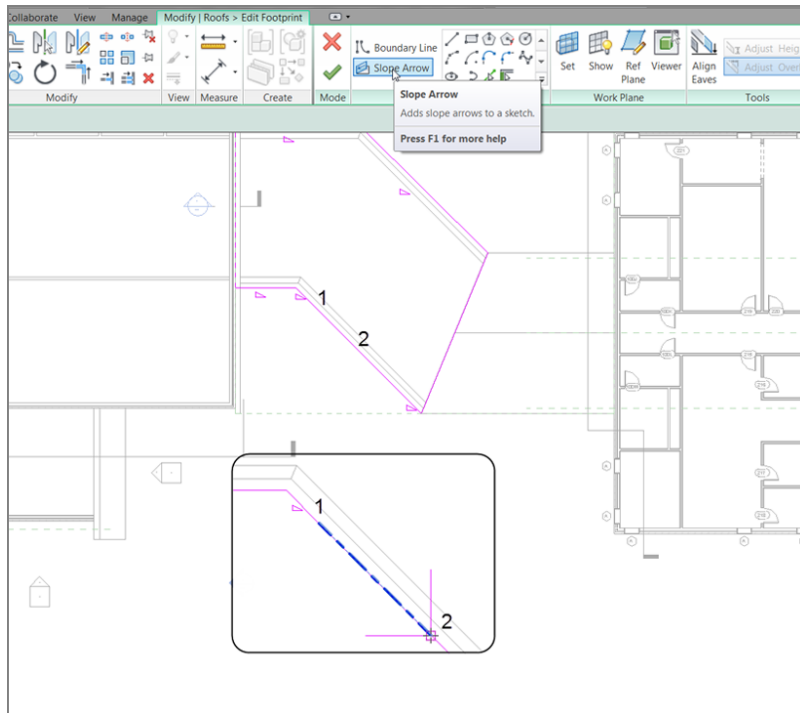 Collaborate View Manage Modify | Roofs > Edit Footprint
Boundary Line
Slope Arrow
Set Show Ref Plane Viewer
Align Eaves
Adjust Heig
Adjust Over
Modify View Measure Create Mode Work Plane Tools
Slope Arrow
Adds slope arrows to a sketch.
Press F1 for more help
1
2
1
2